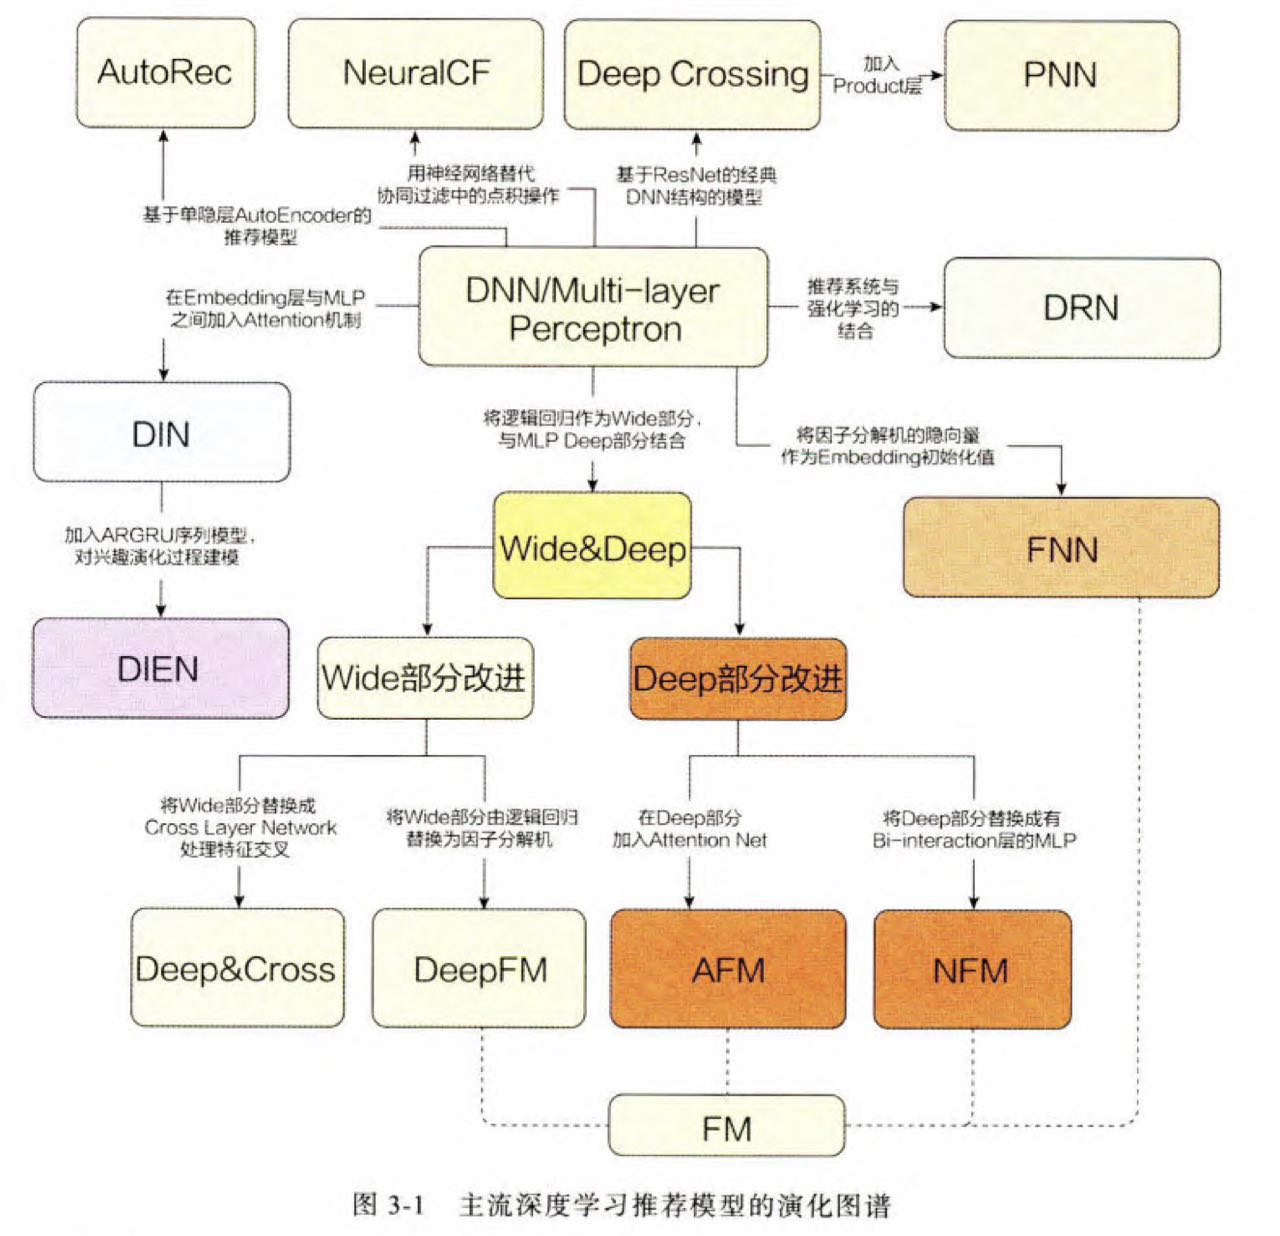 AutoRec
NeuralCF
Deep Crossing
加入
Product层
PNN
用神经网络替代
协同过滤中的点积操作
基于ResNet的经典
DNN结构的模型
基于单隐层AutoEncoder的
推荐模型
DNN/Multi-layer
Perceptron
在Embedding层与MLP
之间加入Attention机制
推荐系统与
强化学习的
结合
DRN
DIN
将逻辑回归作为Wide部分，
与MLP Deep部分结合
将因子分解机的隐向量
作为Embedding初始化值
加入ARGRU序列模型，
对兴趣演化过程建模
Wide&Deep
FNN
DIEN
Wide部分改进
Deep部分改进
将Wide部分替换成
Cross Layer Network
处理特征交叉
将Wide部分由逻辑回归
替换为因子分解机
在Deep部分
加入Attention Net
将Deep部分替换成有
Bi-interaction层的MLP
Deep&Cross
DeepFM
AFM
NFM
FM
图 3-1 主流深度学习推荐模型的演化图谱